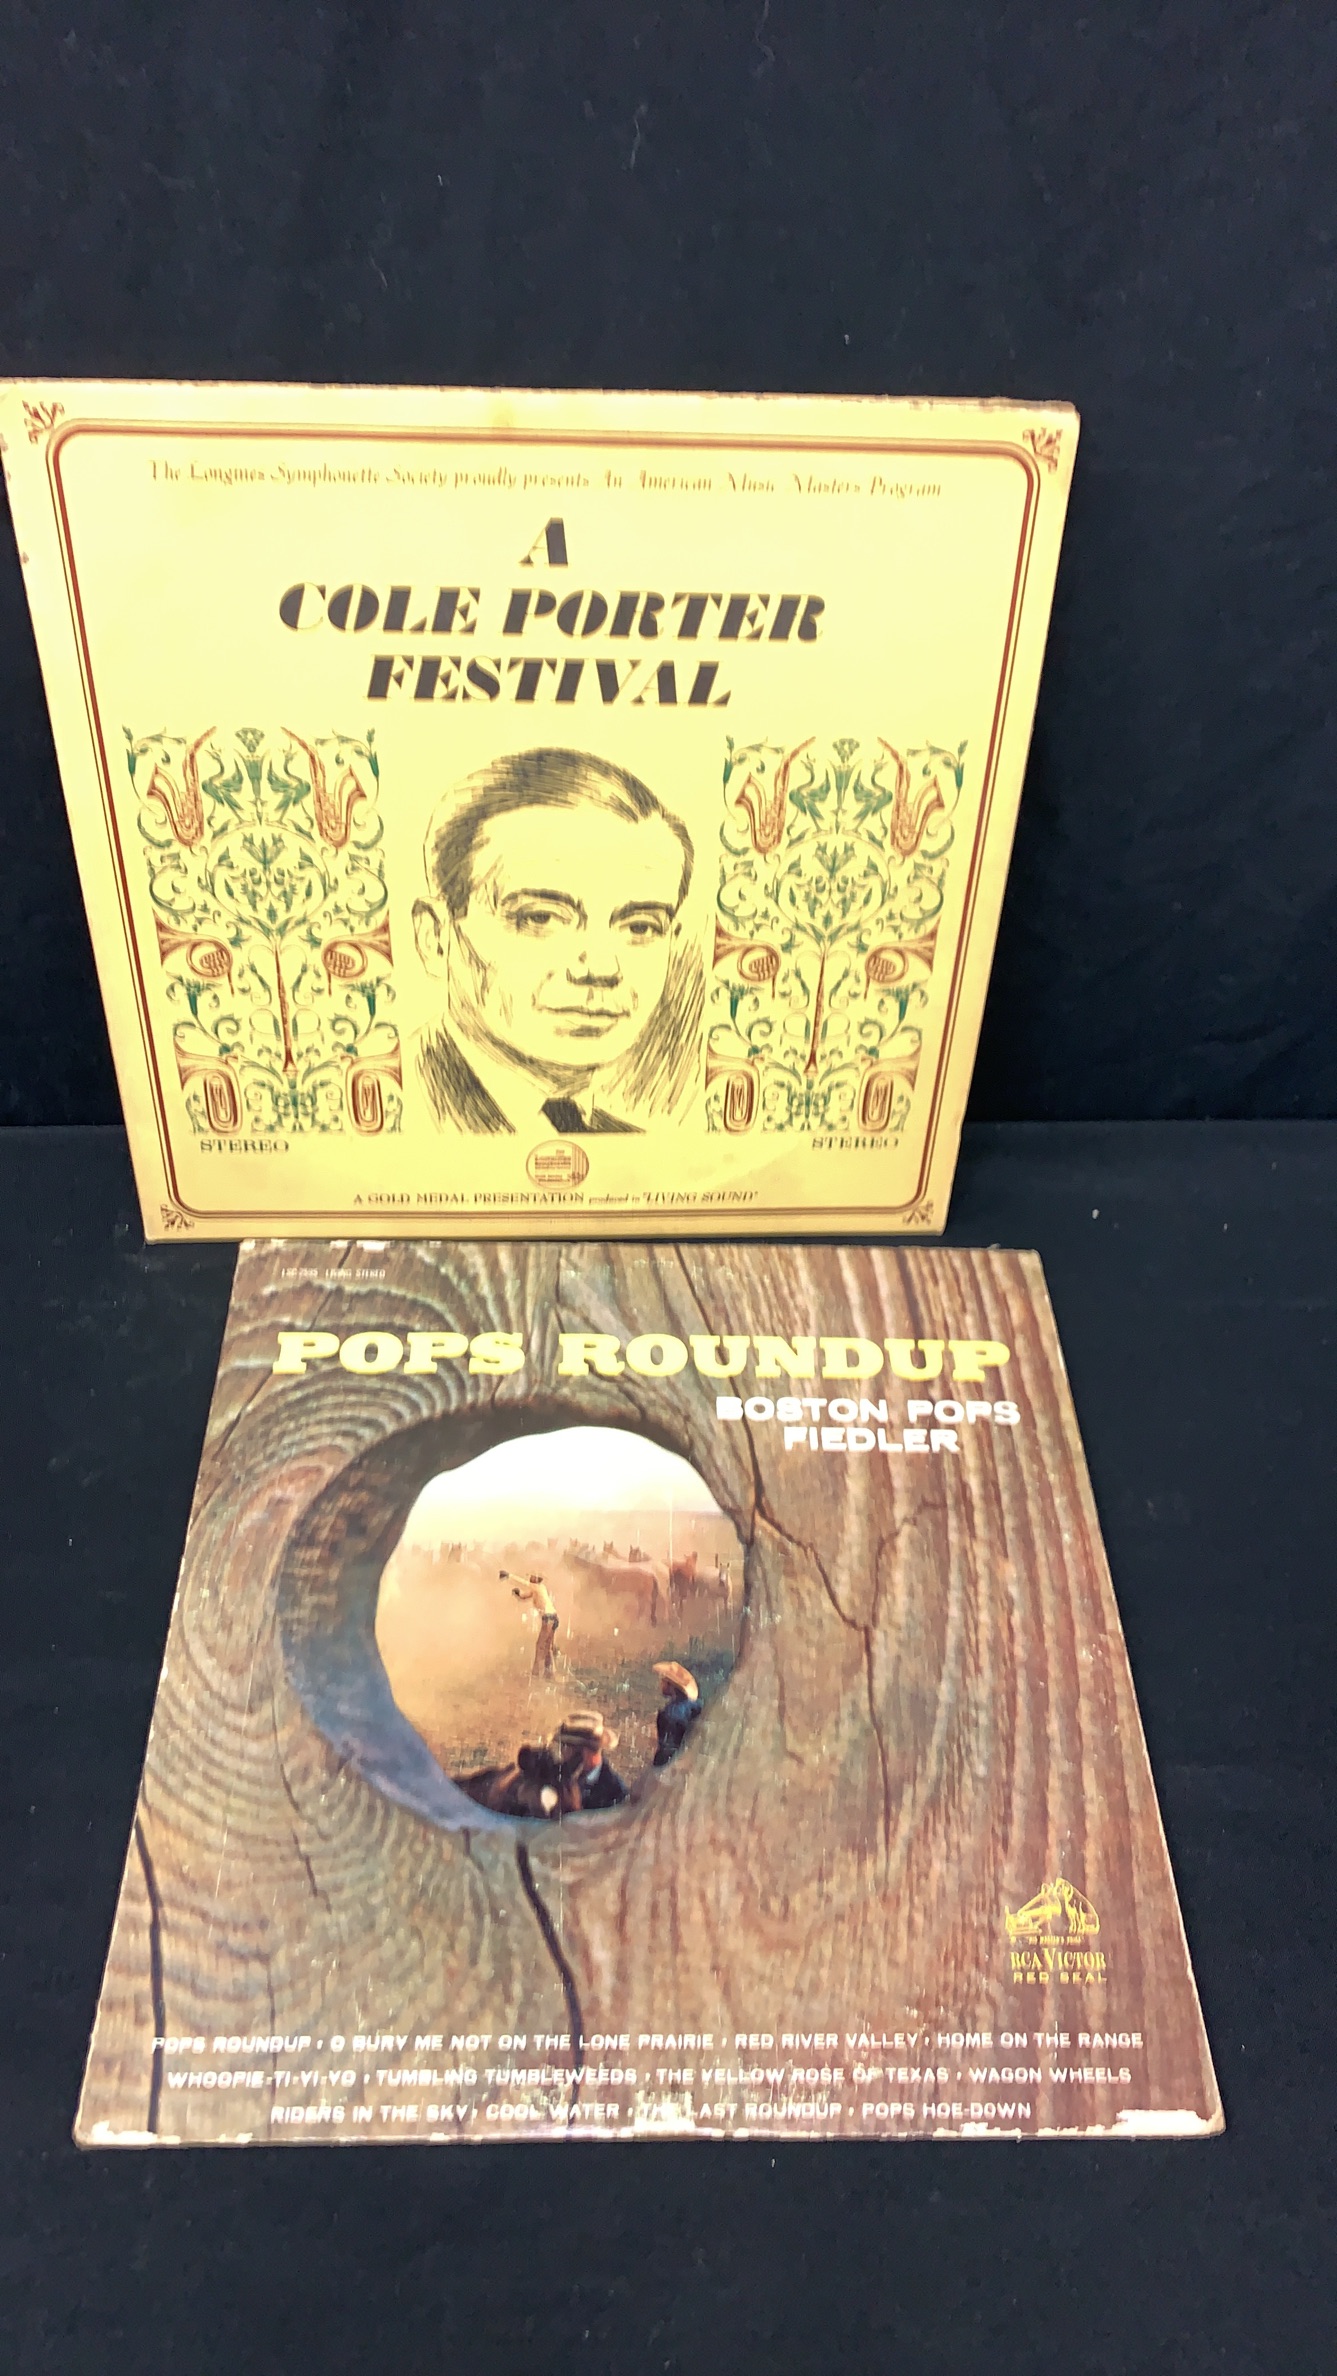 The Longines Symphonette Society proudly presents An American Music Masters Program
A
COLE PORTER
FESTIVAL
STEREO
STEREO
A GOLD MEDAL PRESENTATION produced in "LIVING SOUND"
LSC-2595 LIVING STEREO
POPS ROUNDUP
BOSTON POPS
FIEDLER
RCA VICTOR
RED SEAL
POPS ROUNDUP • O BURY ME NOT ON THE LONE PRAIRIE • RED RIVER VALLEY • HOME ON THE RANGE
WHOOPIE-TI-YI-YO • TUMBLING TUMBLEWEEDS • THE YELLOW ROSE OF TEXAS • WAGON WHEELS
RIDERS IN THE SKY • COOL WATER • THE LAST ROUNDUP • POPS HOE-DOWN